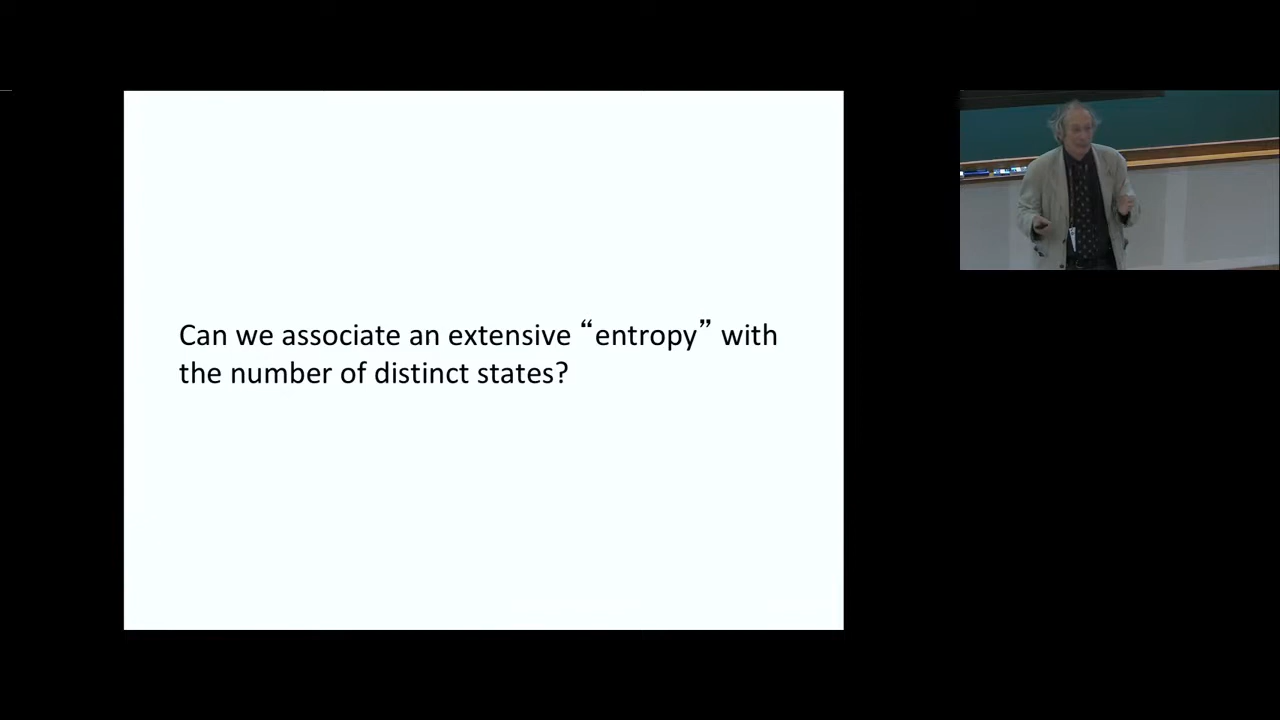 Can we associate an extensive “entropy” with
the number of distinct states?